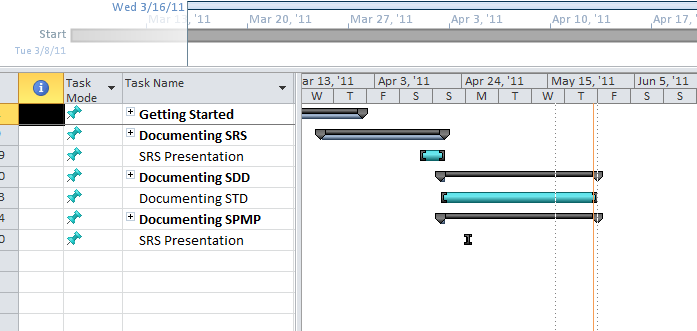 Wed 3/16/11
Mar 13, '11 Mar 20, '11 Mar 27, '11 Apr 3, '11 Apr 10, '11 Apr 17,
Start
Tue 3/8/11
Task Mode Task Name
ar 13, '11 Apr 3, '11 Apr 24, '11 May 15, '11 Jun 5, '11
W T F S S M T W T F S S
Getting Started
Documenting SRS
9 SRS Presentation
0 Documenting SDD
3 Documenting STD
4 Documenting SPMP
0 SRS Presentation